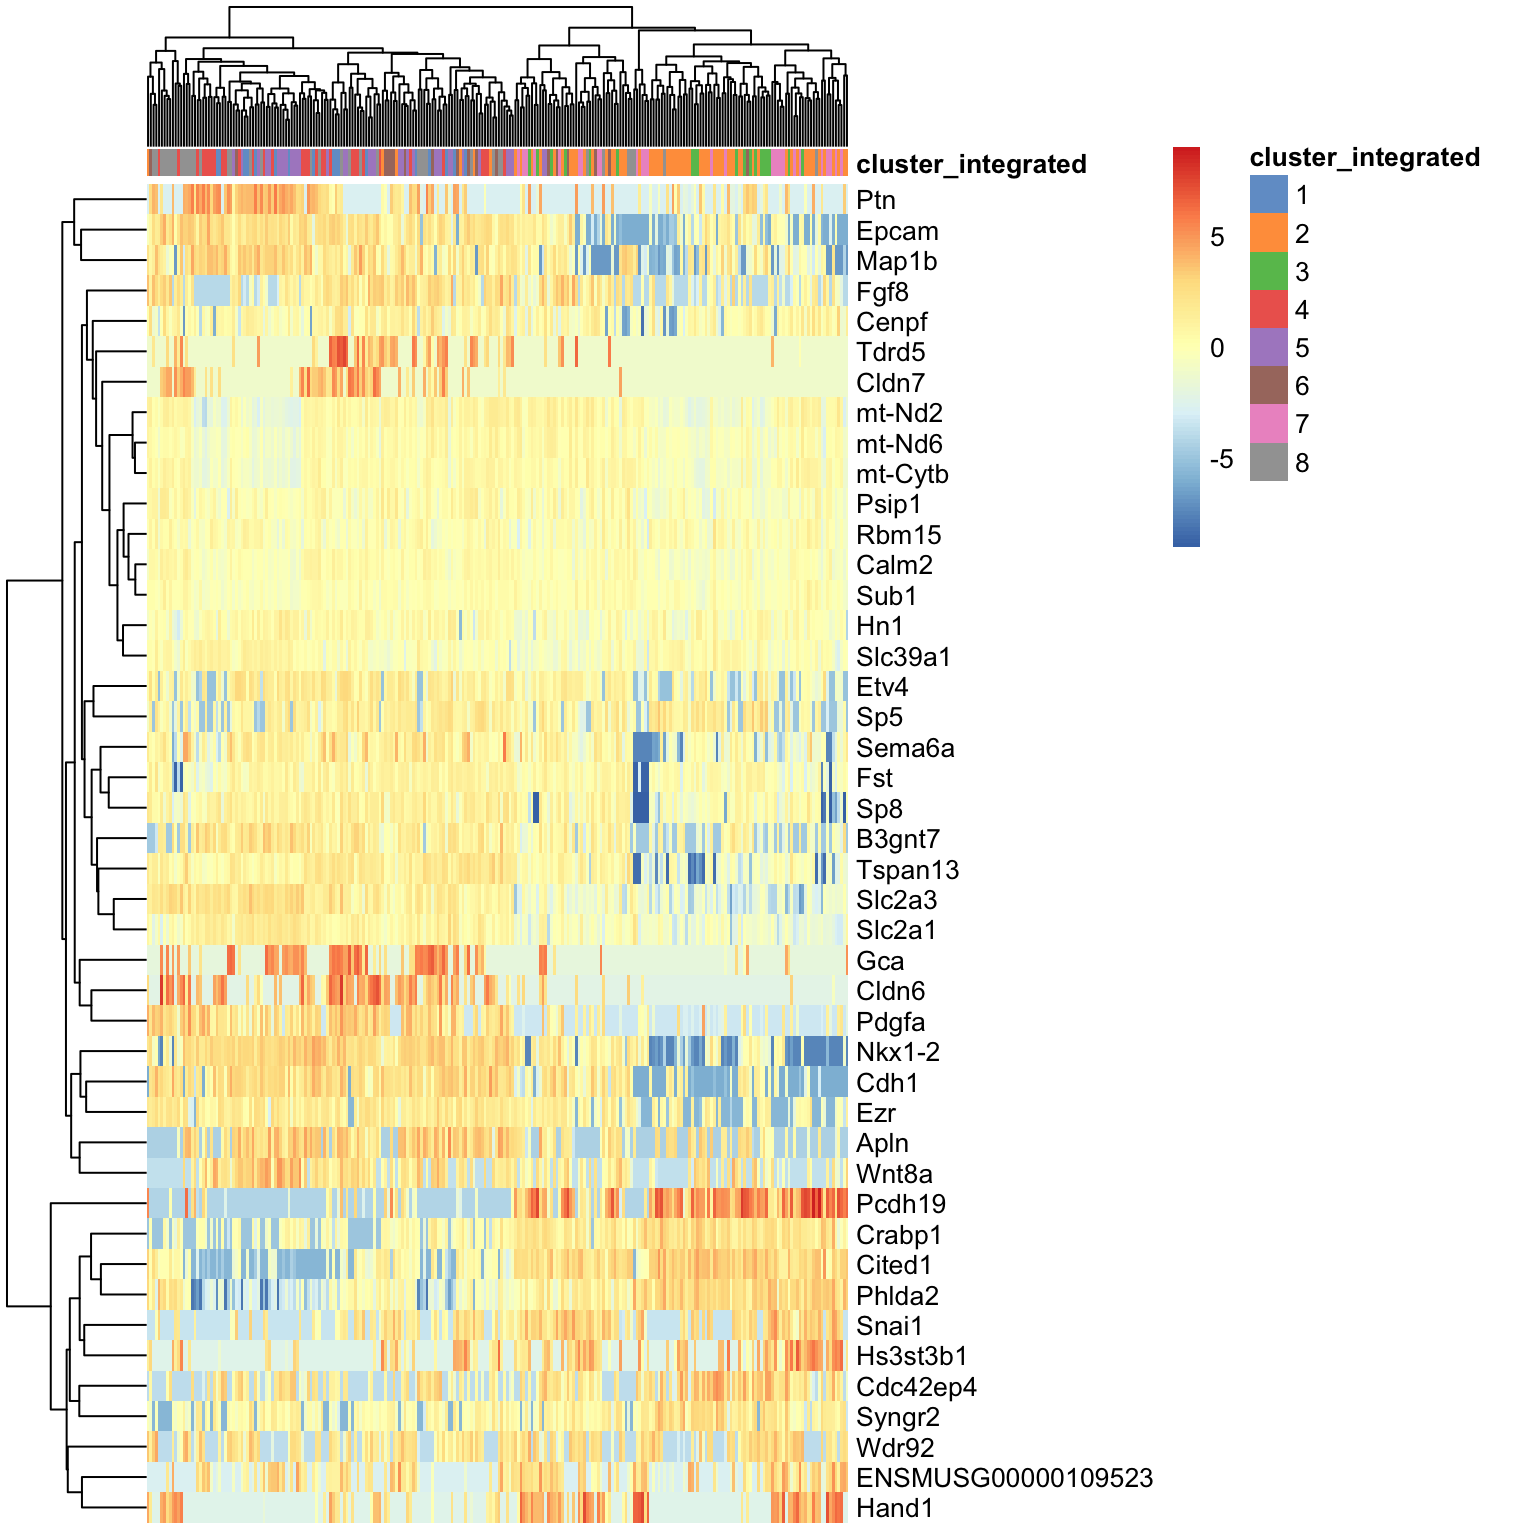 cluster_integrated
Ptn
Epcam
Map1b
Fgf8
Cenpf
Tdrd5
Cldn7
mt-Nd2
mt-Nd6
mt-Cytb
Psip1
Rbm15
Calm2
Sub1
Hn1
Slc39a1
Etv4
Sp5
Sema6a
Fst
Sp8
B3gnt7
Tspan13
Slc2a3
Slc2a1
Gca
Cldn6
Pdgfa
Nkx1-2
Cdh1
Ezr
Apln
Wnt8a
Pcdh19
Crabp1
Cited1
Phlda2
Snai1
Hs3st3b1
Cdc42ep4
Syngr2
Wdr92
ENSMUSG00000109523
Hand1
5
0
-5
cluster_integrated
1
2
3
4
5
6
7
8